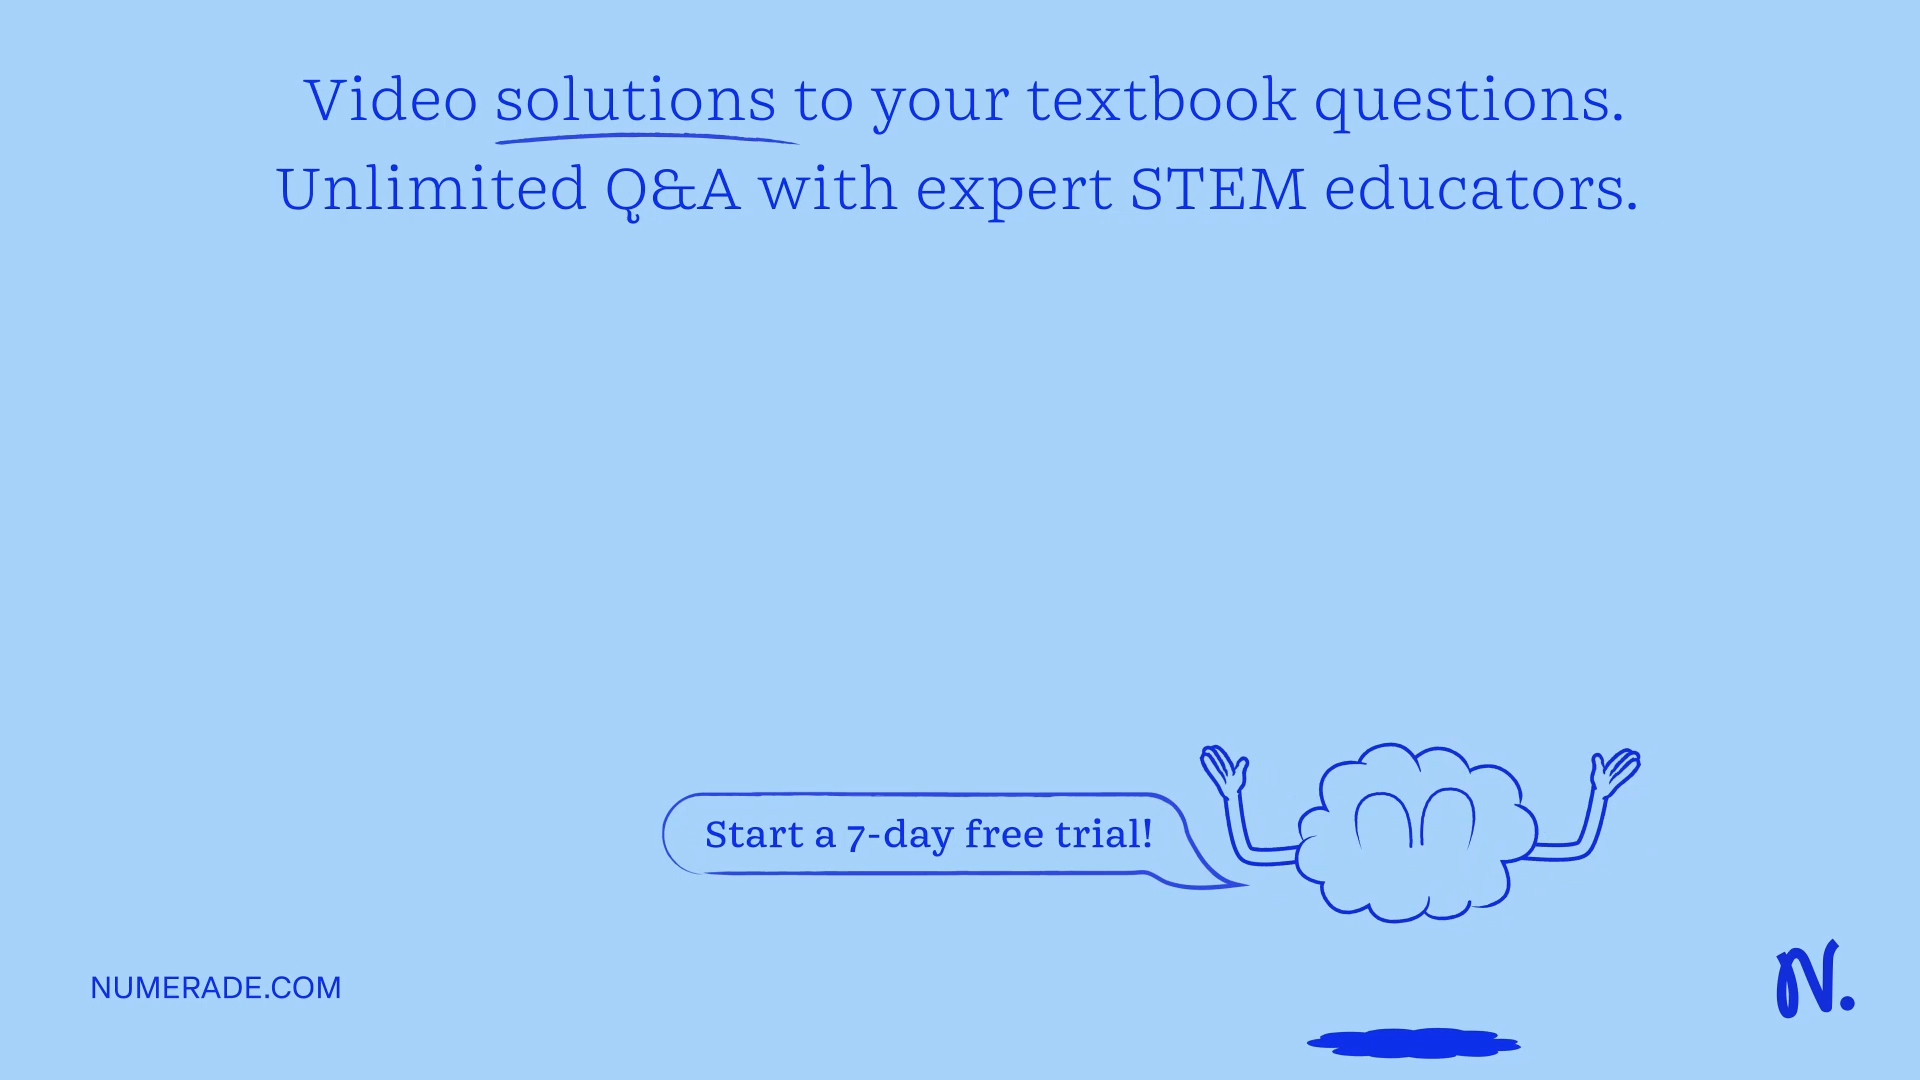 Video solutions to your textbook questions.
Unlimited Q&A with expert STEM educators.
Start a 7-day free trial!
NUMERADE.COM
N.